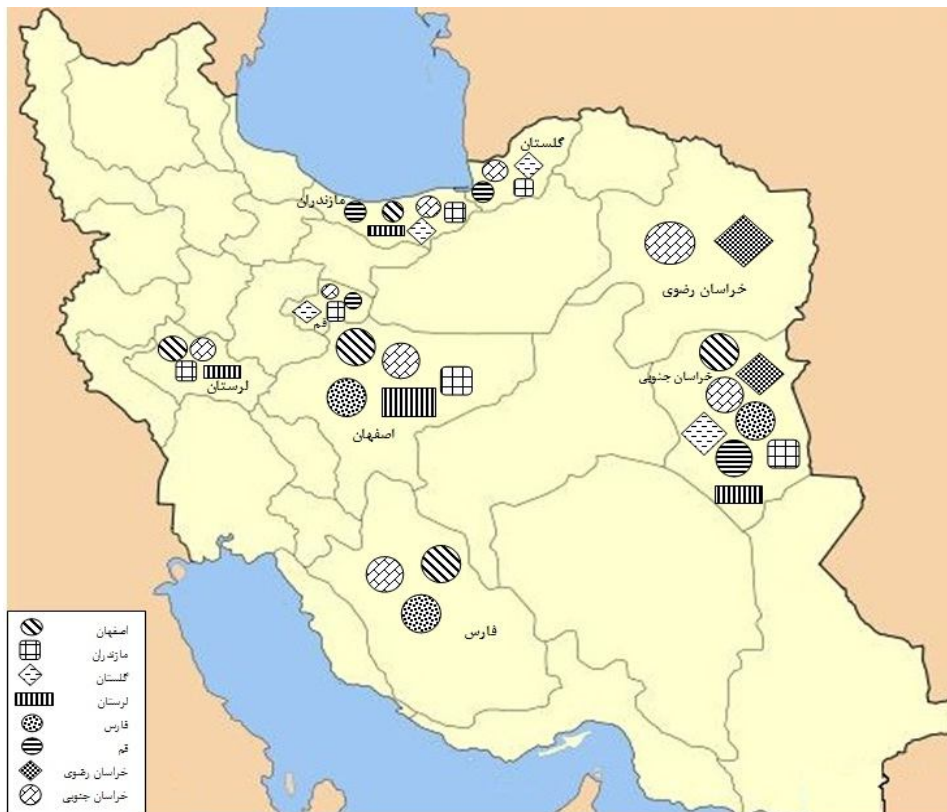 گلستان
مازندران
خراسان رضوی
قم
خراسان جنوبی
لرستان
اصفهان
فارس
اصفهان
مازندران
گلستان
لرستان
فارس
قم
خراسان رضوی
خراسان جنوبی